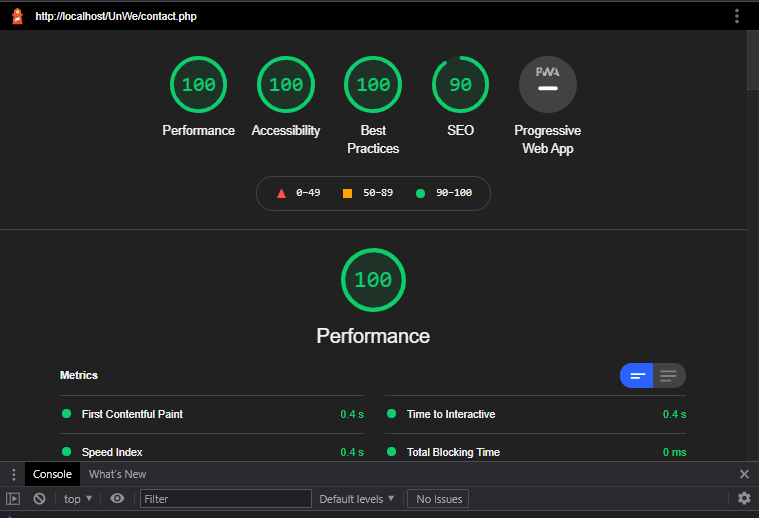 http://localhost/UnWe/contact.php
100 100 100 90 PWA
Performance Accessibility Best Practices SEO Progressive Web App
0–49 50–89 90–100
100
Performance
Metrics
First Contentful Paint 0.4 s Time to Interactive 0.4 s
Speed Index 0.4 s Total Blocking Time 0 ms
Console What's New
top Filter Default levels No Issues